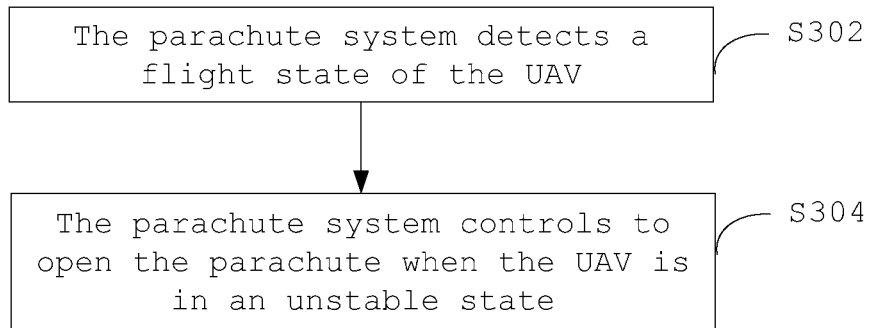 The parachute system detects a
flight state of the UAV
S302
The parachute system controls to
open the parachute when the UAV is
in an unstable state
S304